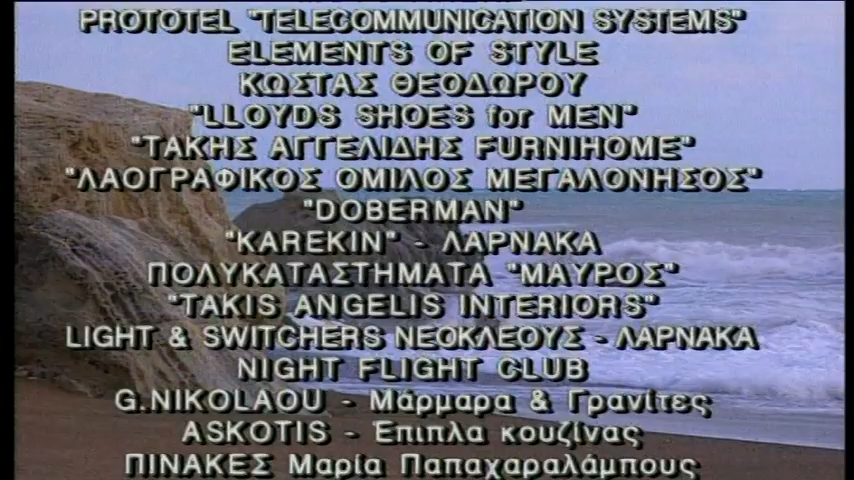 PROTOTEL "TELECOMMUNICATION SYSTEMS"
ELEMENTS OF STYLE
ΚΩΣΤΑΣ ΘΕΟΔΩΡΟΥ
"LLOYDS SHOES for MEN"
"ΤΑΚΗΣ ΑΓΓΕΛΙΔΗΣ FURNIHOME"
"ΛΑΟΓΡΑΦΙΚΟΣ ΟΜΙΛΟΣ ΜΕΓΑΛΟΝΗΣΟΣ"
"DOBERMAN"
"KAREKIN" - ΛΑΡΝΑΚΑ
ΠΟΛΥΚΑΤΑΣΤΗΜΑΤΑ "ΜΑΥΡΟΣ"
"TAKIS ANGELIS INTERIORS"
LIGHT & SWITCHERS ΝΕΟΚΛΕΟΥΣ - ΛΑΡΝΑΚΑ
NIGHT FLIGHT CLUB
G.NIKOLAOU - Μάρμαρα & Γρανίτες
ASKOTIS - Έπιπλα κουζίνας
ΠΙΝΑΚΕΣ Μαρία Παπαχαραλάμπους